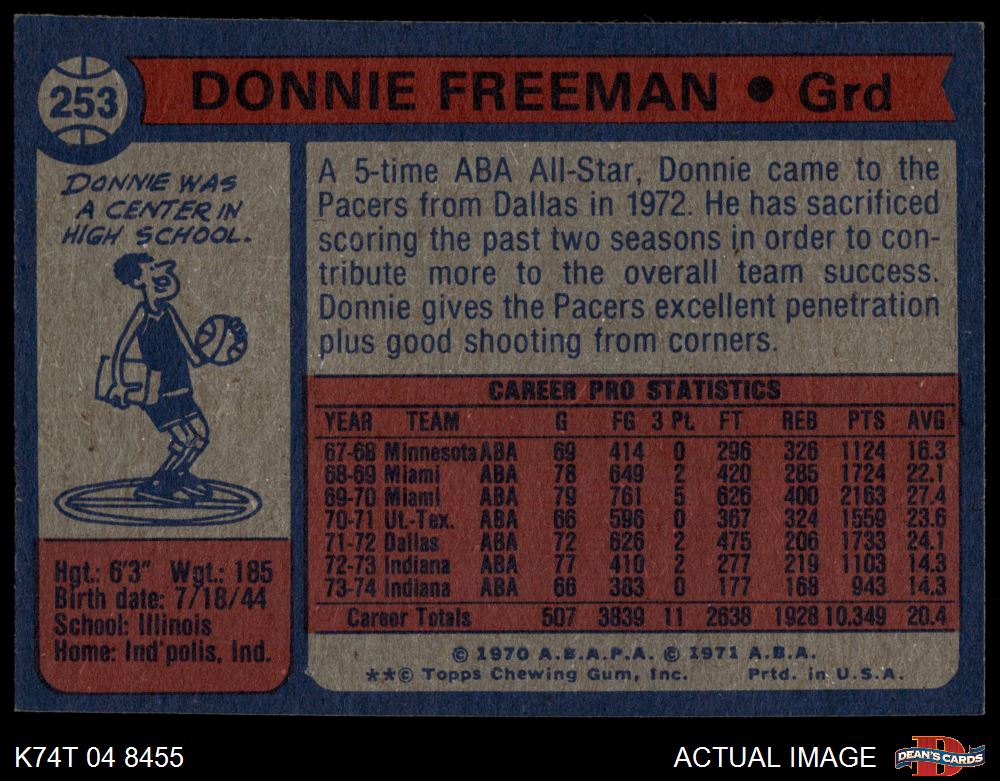 253
DONNIE FREEMAN • Grd
DONNIE WAS
A CENTER IN
HIGH SCHOOL.
A 5-time ABA All-Star, Donnie came to the
Pacers from Dallas in 1972. He has sacrificed
scoring the past two seasons in order to con-
tribute more to the overall team success.
Donnie gives the Pacers excellent penetration
plus good shooting from corners.
CAREER PRO STATISTICS
YEAR TEAM G FG 3 Pt. FT REB PTS AVG
67-68 Minnesota ABA 69 414 0 296 326 1124 16.3
68-69 Miami ABA 78 649 2 420 285 1724 22.1
69-70 Miami ABA 79 761 5 626 400 2163 27.4
70-71 Ut.-Tex. ABA 66 596 0 367 324 1559 23.6
71-72 Dallas ABA 72 626 2 475 206 1733 24.1
72-73 Indiana ABA 77 410 2 277 219 1103 14.3
73-74 Indiana ABA 66 383 0 177 168 943 14.3
Career Totals 507 3839 11 2638 1928 10,349 20.4
Hgt.: 6'3" Wgt.: 185
Birth date: 7/18/44
School: Illinois
Home: Ind'polis, Ind.
© 1970 A.B.A.P.A. © 1971 A.B.A.
**© Topps Chewing Gum, Inc. Prtd. in U.S.A.
K74T 04 8455
ACTUAL IMAGE
D
DEAN'S CARDS